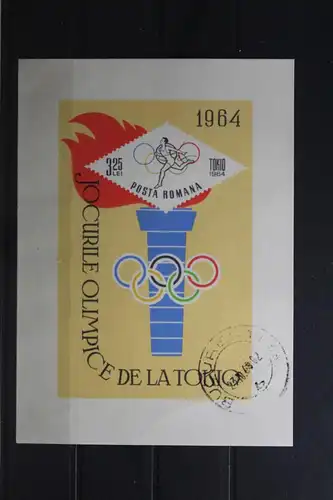 1964
3.25
LEI
TOKIO
1964
POSTA ROMANA
JOCURILE OLIMPICE DE LA TOKIO